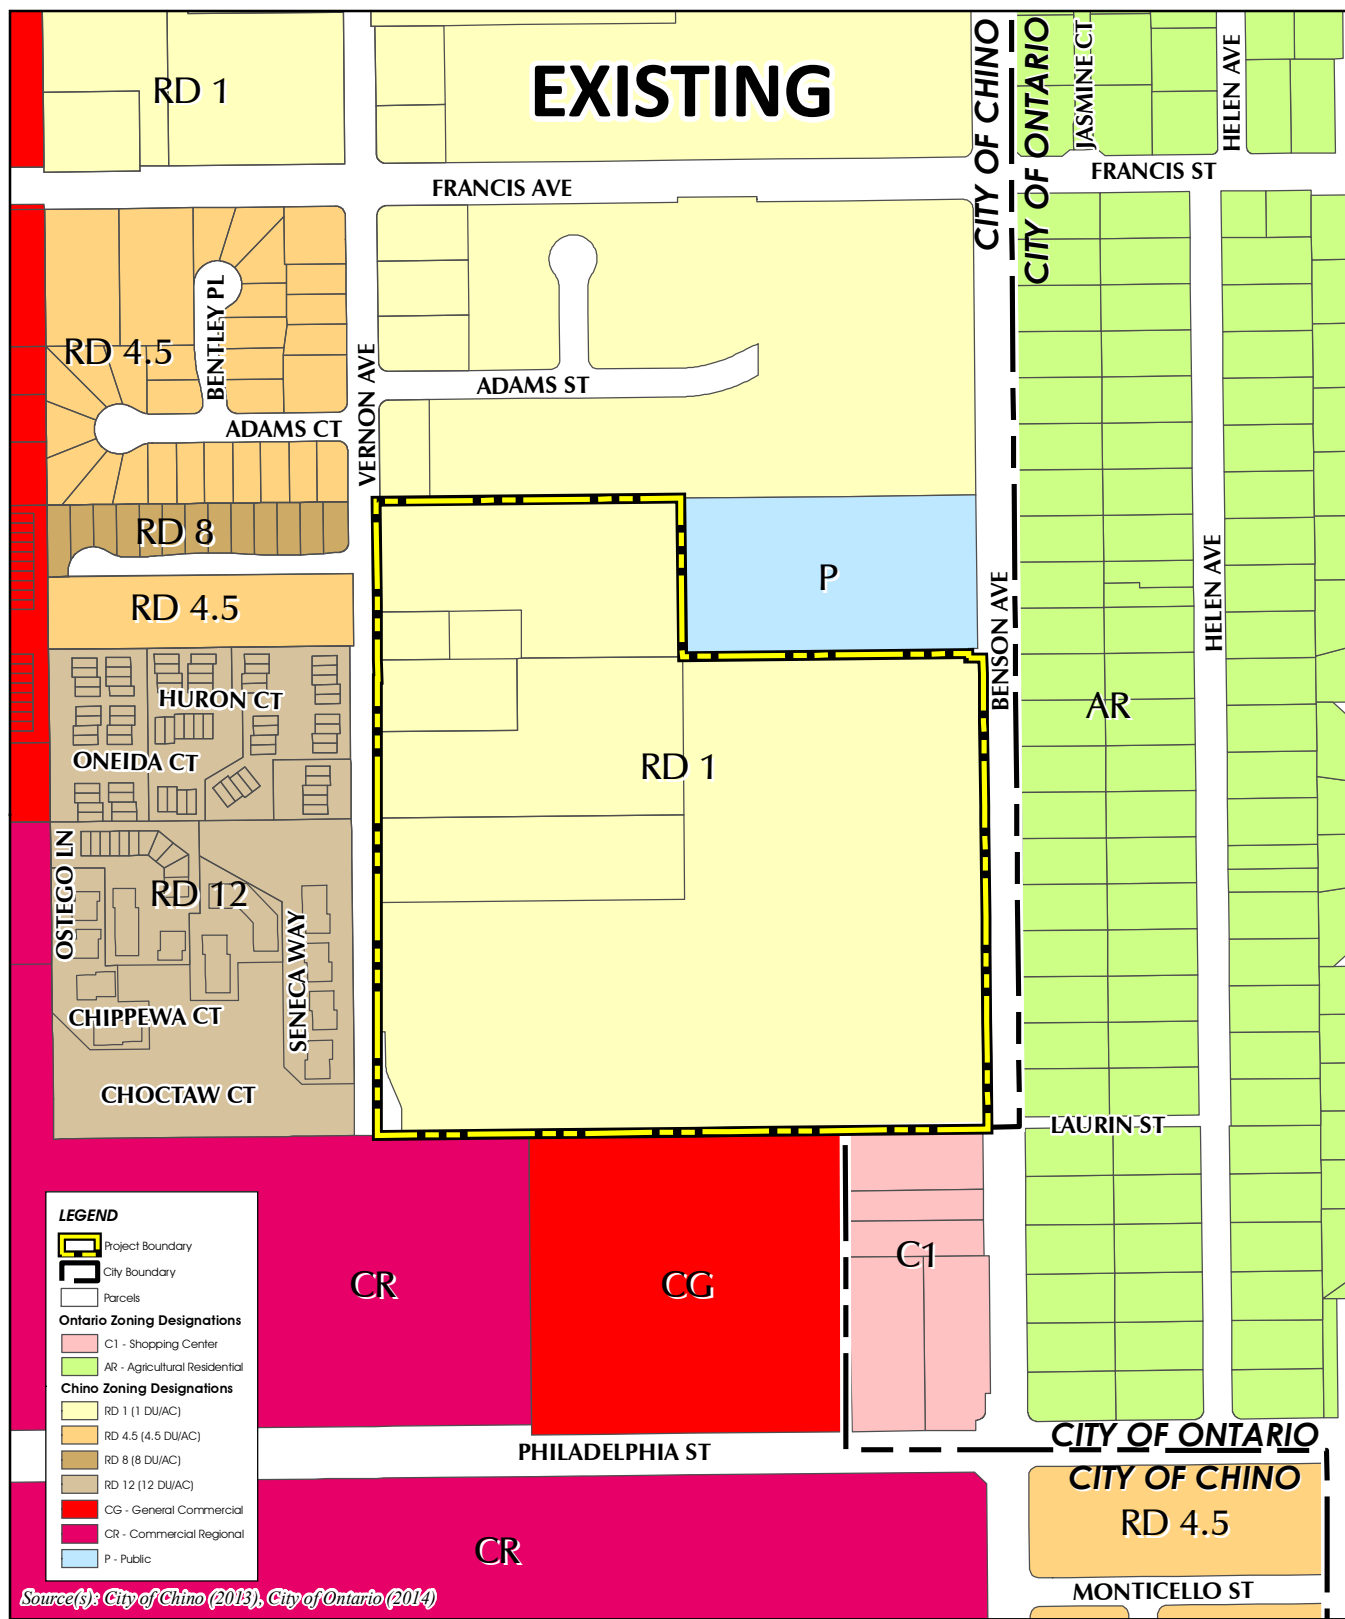 EXISTING
RD 1
CITY OF CHINO
CITY OF ONTARIO
JASMINE CT
HELEN AVE
FRANCIS AVE
FRANCIS ST
BENTLEY PL
RD 4.5
VERNON AVE
ADAMS ST
ADAMS CT
RD 8
P
RD 4.5
BENSON AVE
HELEN AVE
HURON CT
ONEIDA CT
AR
RD 1
OSTEGO LN
RD 12
SENECA WAY
CHIPPEWA CT
CHOCTAW CT
LAURIN ST
CR
CG
C1
LEGEND
Project Boundary
City Boundary
Parcels
Ontario Zoning Designations
C1 - Shopping Center
AR - Agricultural Residential
Chino Zoning Designations
RD 1 (1 DU/AC)
RD 4.5 (4.5 DU/AC)
RD 8 (8 DU/AC)
RD 12 (12 DU/AC)
CG - General Commercial
CR - Commercial Regional
P - Public
PHILADELPHIA ST
CITY OF ONTARIO
CITY OF CHINO
RD 4.5
CR
MONTICELLO ST
Source(s): City of Chino (2013), City of Ontario (2014)